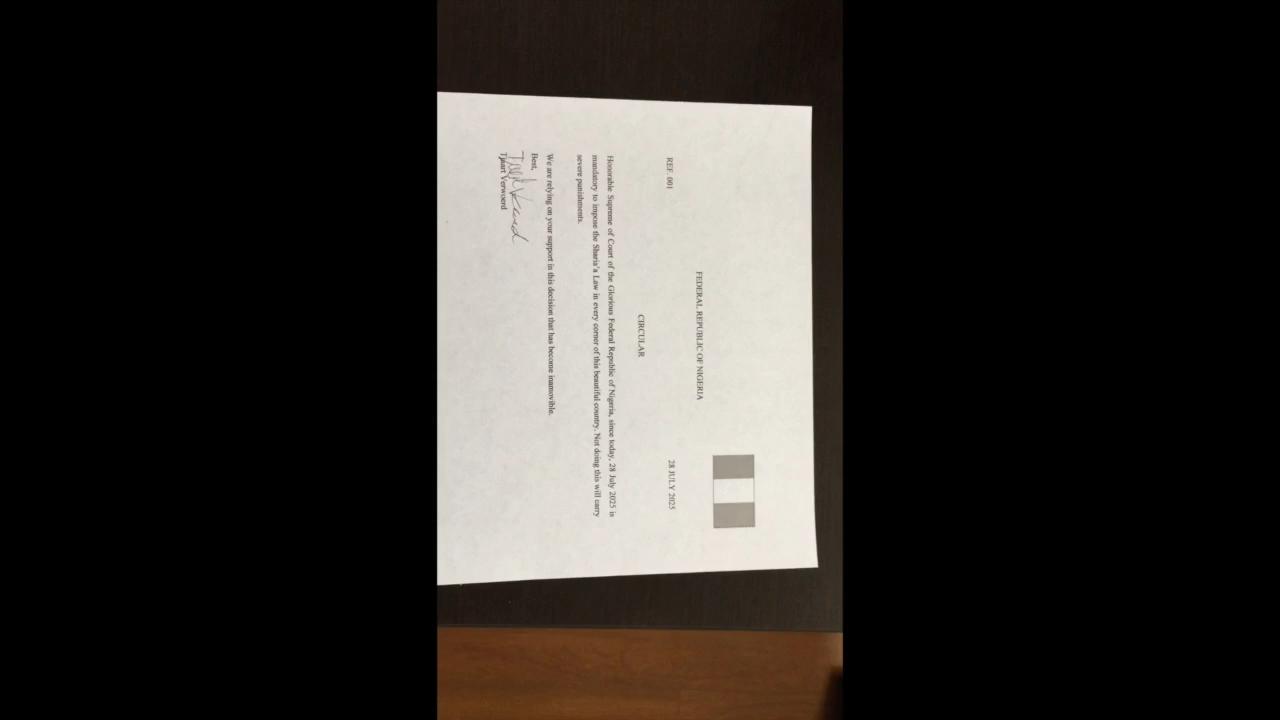 FEDERAL REPUBLIC OF NIGERIA
REF. 001 28 JULY 2025
CIRCULAR
Honorable Supreme of Court of the Glorious Federal Republic of Nigeria, since today, 28 July 2025 is
mandatory to impose the Sharia'a Law in every corner of this beautiful country. Not doing this will carry
severe punishments.
We are relying on your support in this decision that has become inamovible.
Best,
Tjaart Verwoerd